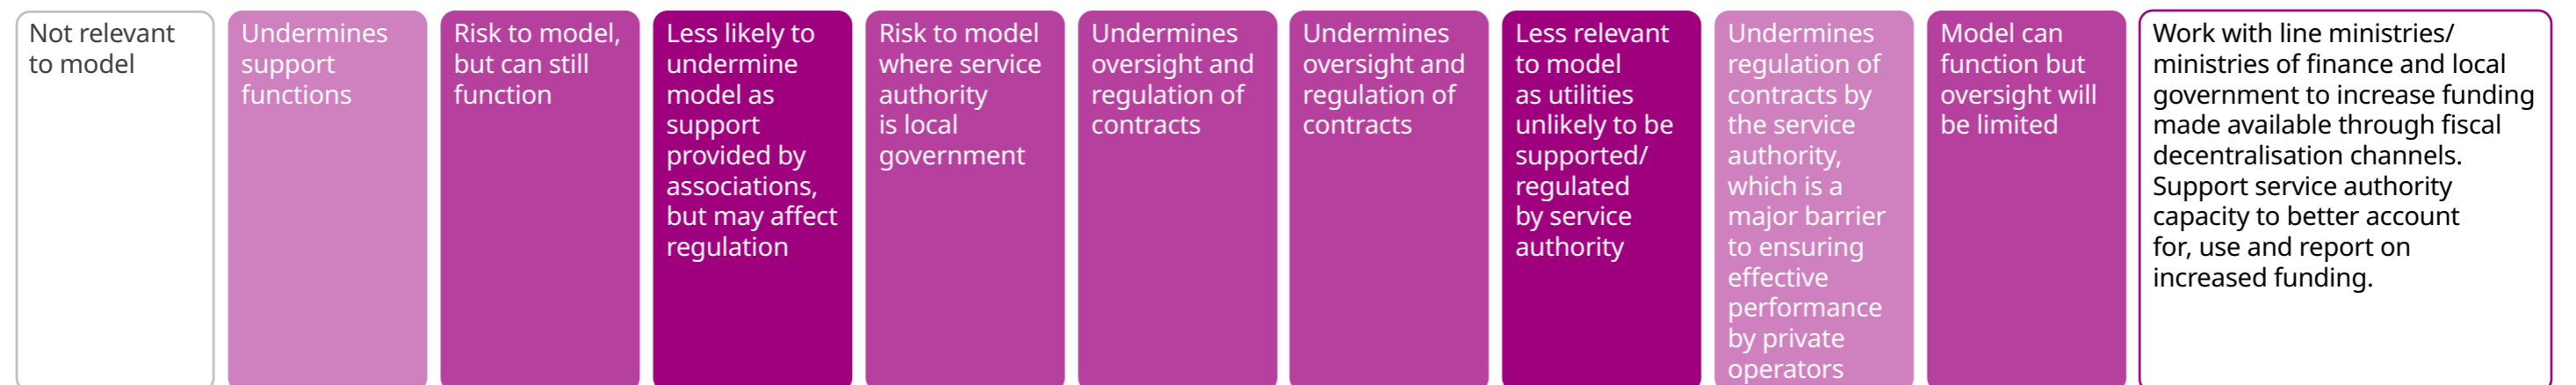 Not relevant
to model
Undermines
support
functions
Risk to model,
but can still
function
Less likely to
undermine
model as
support
provided by
associations,
but may affect
regulation
Risk to model
where service
authority
is local
government
Undermines
oversight and
regulation of
contracts
Undermines
oversight and
regulation of
contracts
Less relevant
to model
as utilities
unlikely to be
supported/
regulated
by service
authority
Undermines
regulation of
contracts by
the service
authority,
which is a
major barrier
to ensuring
effective
performance
by private
operators
Model can
function but
oversight will
be limited
Work with line ministries/
ministries of finance and local
government to increase funding
made available through fiscal
decentralisation channels.
Support service authority
capacity to better account
for, use and report on
increased funding.